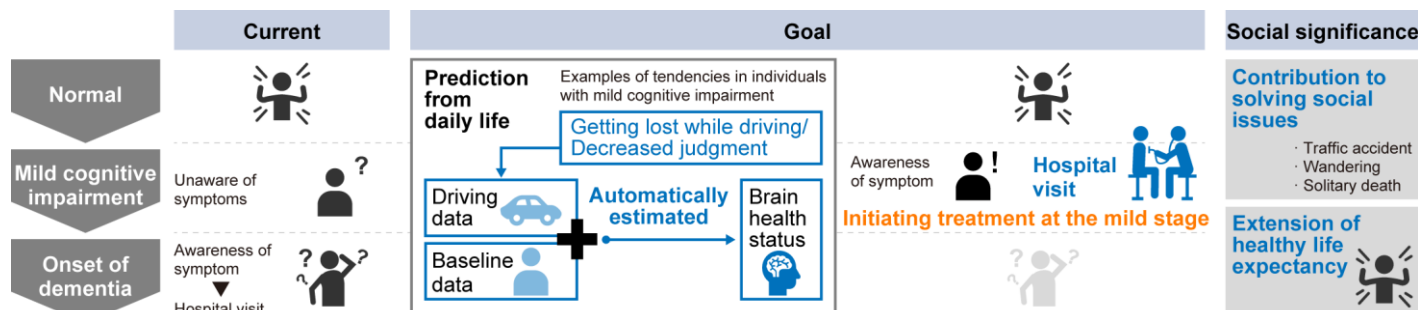 Current
Goal
Social significance
Normal
Mild cognitive
impairment
Onset of
dementia
Unaware of
symptoms
?
Awareness of
symptom
▼
Hospital visit
? ?
?
Prediction
from
daily life
Examples of tendencies in individuals
with mild cognitive impairment
Getting lost while driving/
Decreased judgment
Driving
data
Baseline
data
Automatically
estimated
Brain
health
status
Awareness
of symptom
!
Hospital
visit
Initiating treatment at the mild stage
? ?
?
Contribution to
solving social
issues
· Traffic accident
· Wandering
· Solitary death
Extension of
healthy life
expectancy